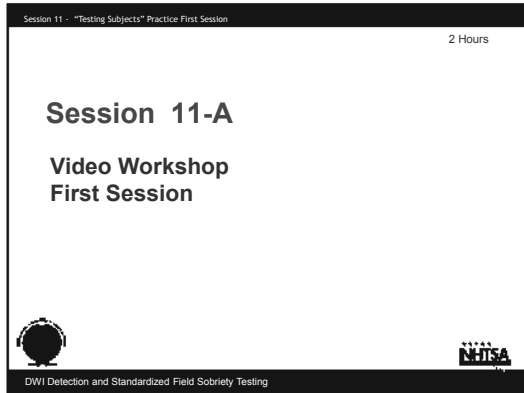 Session 11 - "Testing Subjects" Practice First Session
2 Hours
Session 11-A
Video Workshop
First Session
NHTSA
DWI Detection and Standardized Field Sobriety Testing